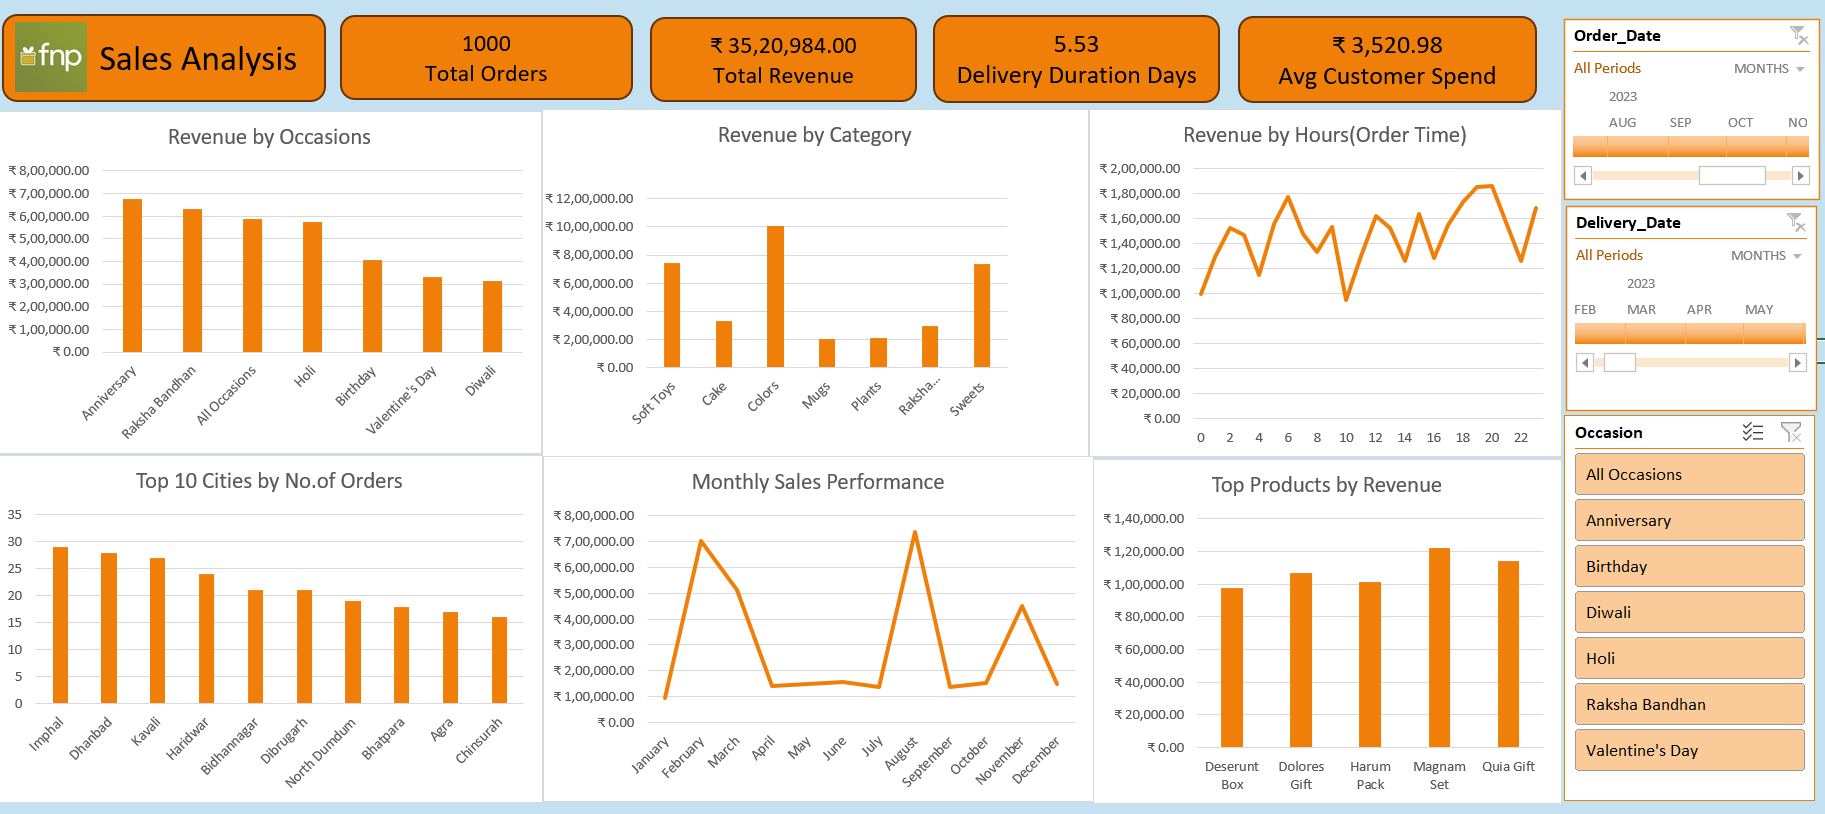 fnp
Sales Analysis
1000
Total Orders
₹ 35,20,984.00
Total Revenue
5.53
Delivery Duration Days
₹ 3,520.98
Avg Customer Spend
Revenue by Occasions
₹ 8,00,000.00
₹ 7,00,000.00
₹ 6,00,000.00
₹ 5,00,000.00
₹ 4,00,000.00
₹ 3,00,000.00
₹ 2,00,000.00
₹ 1,00,000.00
₹ 0.00
Anniversary
Raksha Bandhan
All Occasions
Holi
Birthday
Valentine's Day
Diwali
Revenue by Category
₹ 12,00,000.00
₹ 10,00,000.00
₹ 8,00,000.00
₹ 6,00,000.00
₹ 4,00,000.00
₹ 2,00,000.00
₹ 0.00
Soft Toys
Cake
Colors
Mugs
Plants
Raksha...
Sweets
Revenue by Hours(Order Time)
₹ 2,00,000.00
₹ 1,80,000.00
₹ 1,60,000.00
₹ 1,40,000.00
₹ 1,20,000.00
₹ 1,00,000.00
₹ 80,000.00
₹ 60,000.00
₹ 40,000.00
₹ 20,000.00
₹ 0.00
0 2 4 6 8 10 12 14 16 18 20 22
Top 10 Cities by No.of Orders
35
30
25
20
15
10
5
0
Imphal
Dhanbad
Kavali
Haridwar
Bidhannagar
Dibrugarh
North Dumdum
Bhatpara
Agra
Chinsurah
Monthly Sales Performance
₹ 8,00,000.00
₹ 7,00,000.00
₹ 6,00,000.00
₹ 5,00,000.00
₹ 4,00,000.00
₹ 3,00,000.00
₹ 2,00,000.00
₹ 1,00,000.00
₹ 0.00
January
February
March
April
May
June
July
August
September
October
November
December
Top Products by Revenue
₹ 1,40,000.00
₹ 1,20,000.00
₹ 1,00,000.00
₹ 80,000.00
₹ 60,000.00
₹ 40,000.00
₹ 20,000.00
₹ 0.00
Deserunt
Box
Dolores
Gift
Harum
Pack
Magnam
Set
Quia Gift
Order_Date
All Periods MONTHS
2023
AUG SEP OCT NO
Delivery_Date
All Periods MONTHS
2023
FEB MAR APR MAY
Occasion
All Occasions
Anniversary
Birthday
Diwali
Holi
Raksha Bandhan
Valentine's Day